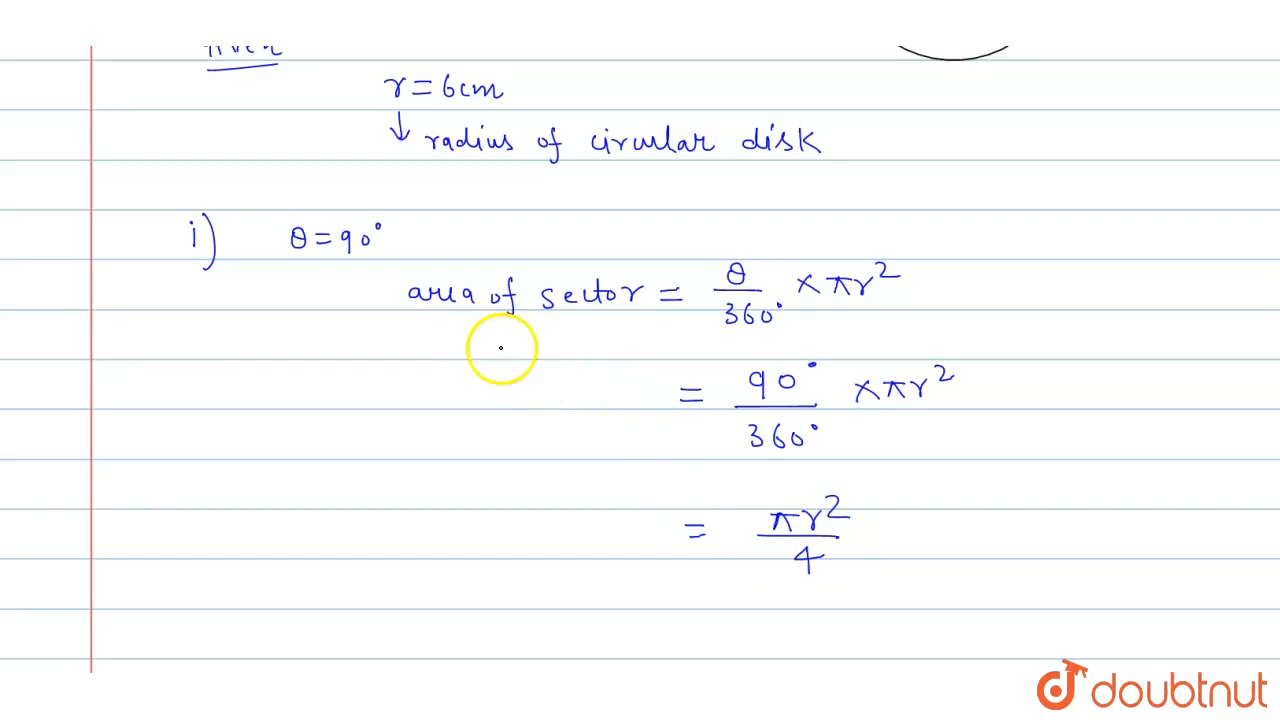 r = 6cm
↓ radius of circular disk
i) θ = 90°
area of sector = θ/360° × πr²
= 90°/360° × πr²
= πr²/4
doubtnut